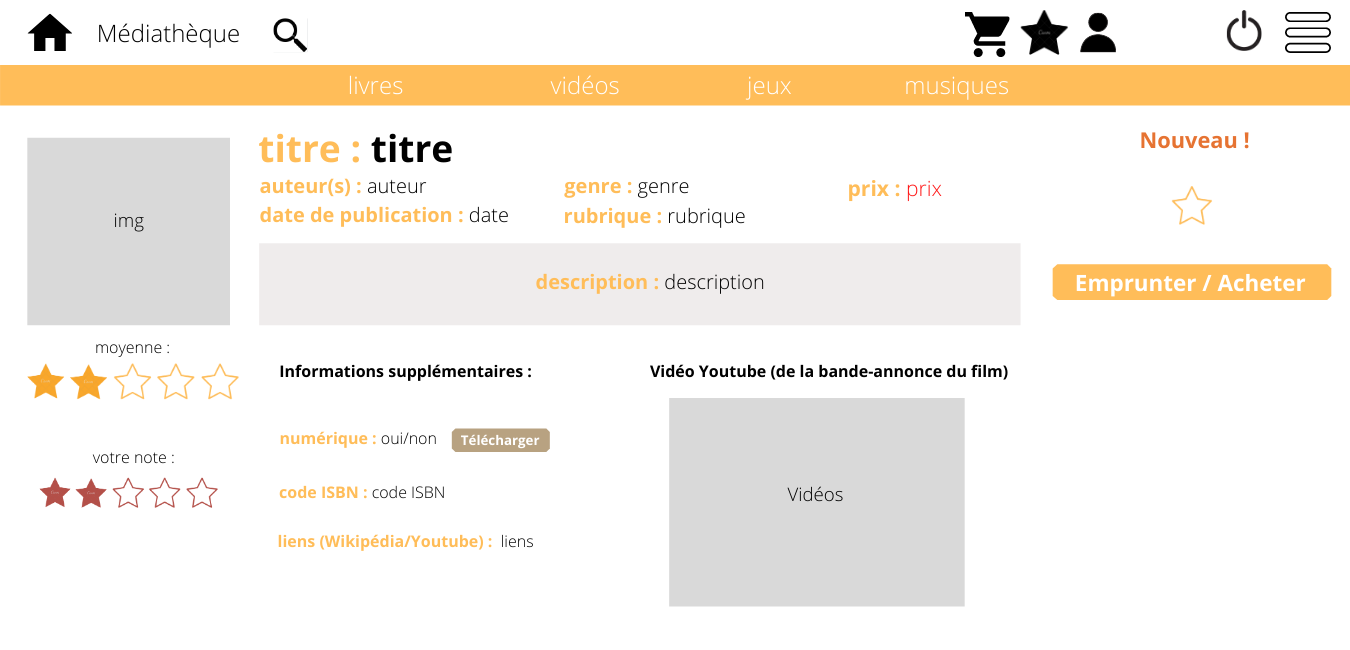 Médiathèque
livres vidéos jeux musiques
titre : titre
Nouveau !
auteur(s) : auteur genre : genre prix : prix
date de publication : date rubrique : rubrique
img
description : description
Emprunter / Acheter
moyenne :
Informations supplémentaires :
Vidéo Youtube (de la bande-annonce du film)
numérique : oui/non Télécharger
votre note :
code ISBN : code ISBN
Vidéos
liens (Wikipédia/Youtube) : liens